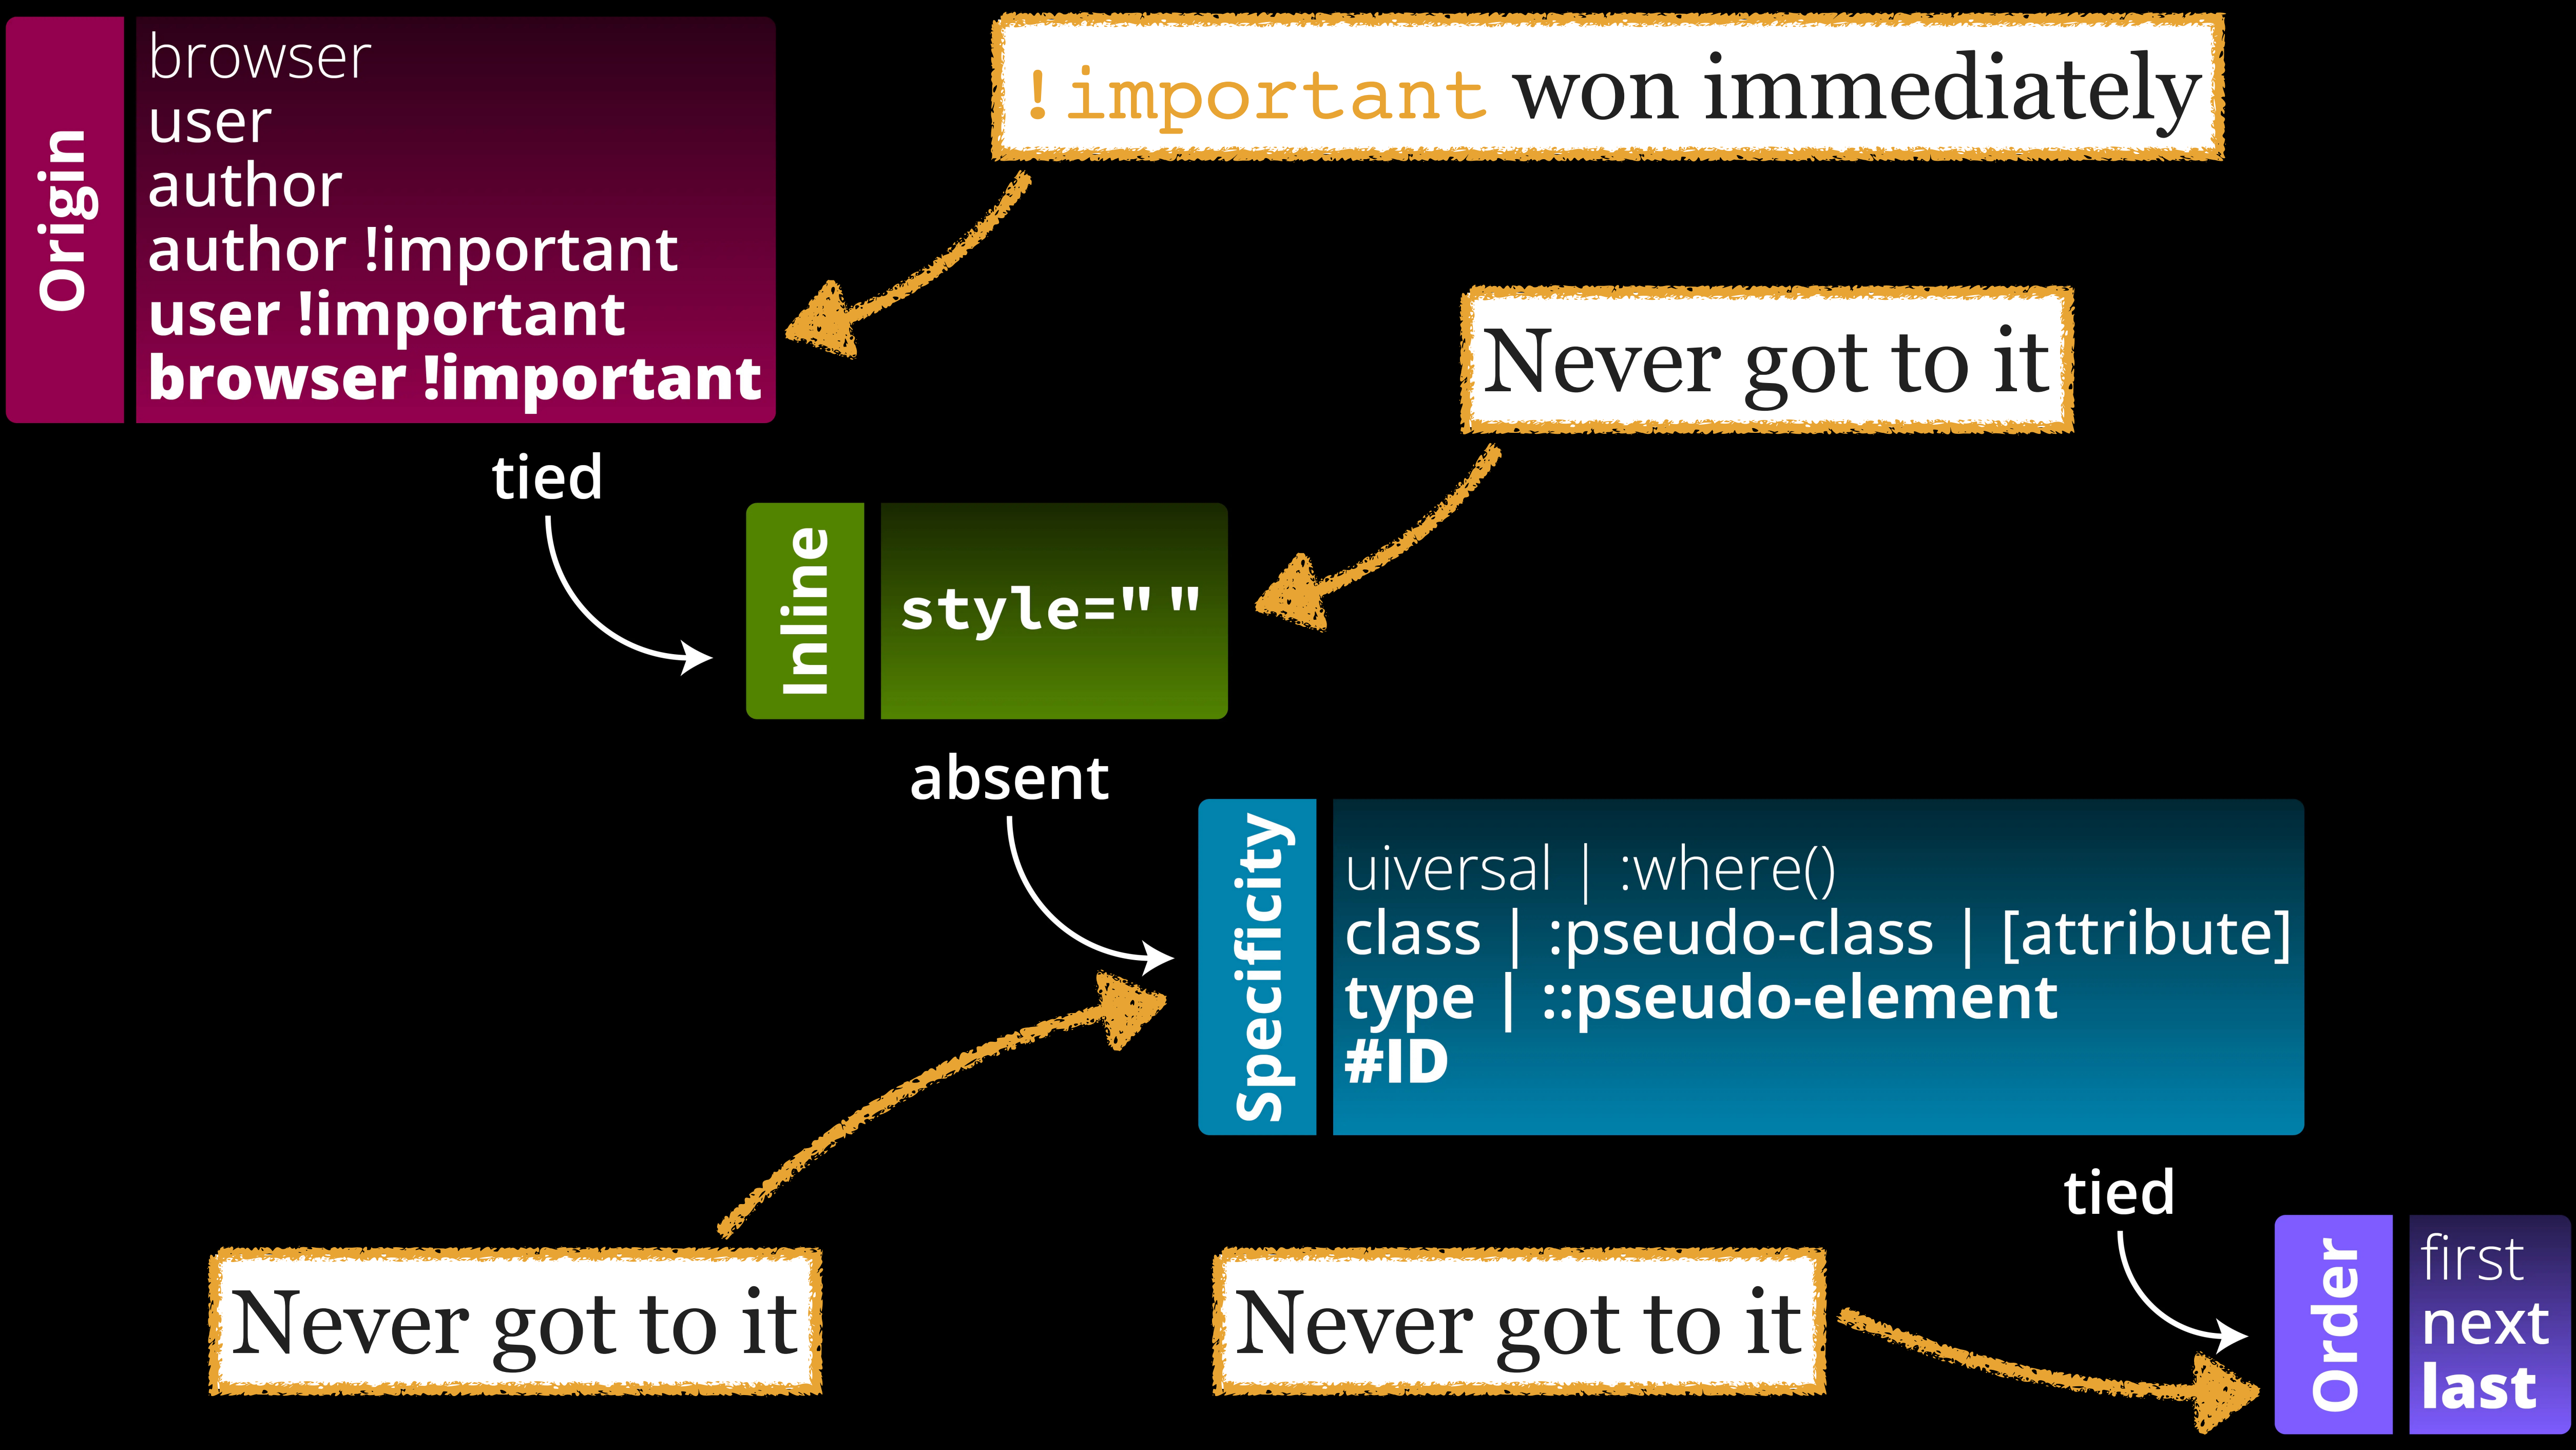 Origin
browser
user
author
author !important
user !important
browser !important
!important won immediately
Never got to it
tied
Inline
style=""
absent
Specificity
uiversal | :where()
class | :pseudo-class | [attribute]
type | ::pseudo-element
#ID
Never got to it
Never got to it
tied
Order
first
next
last